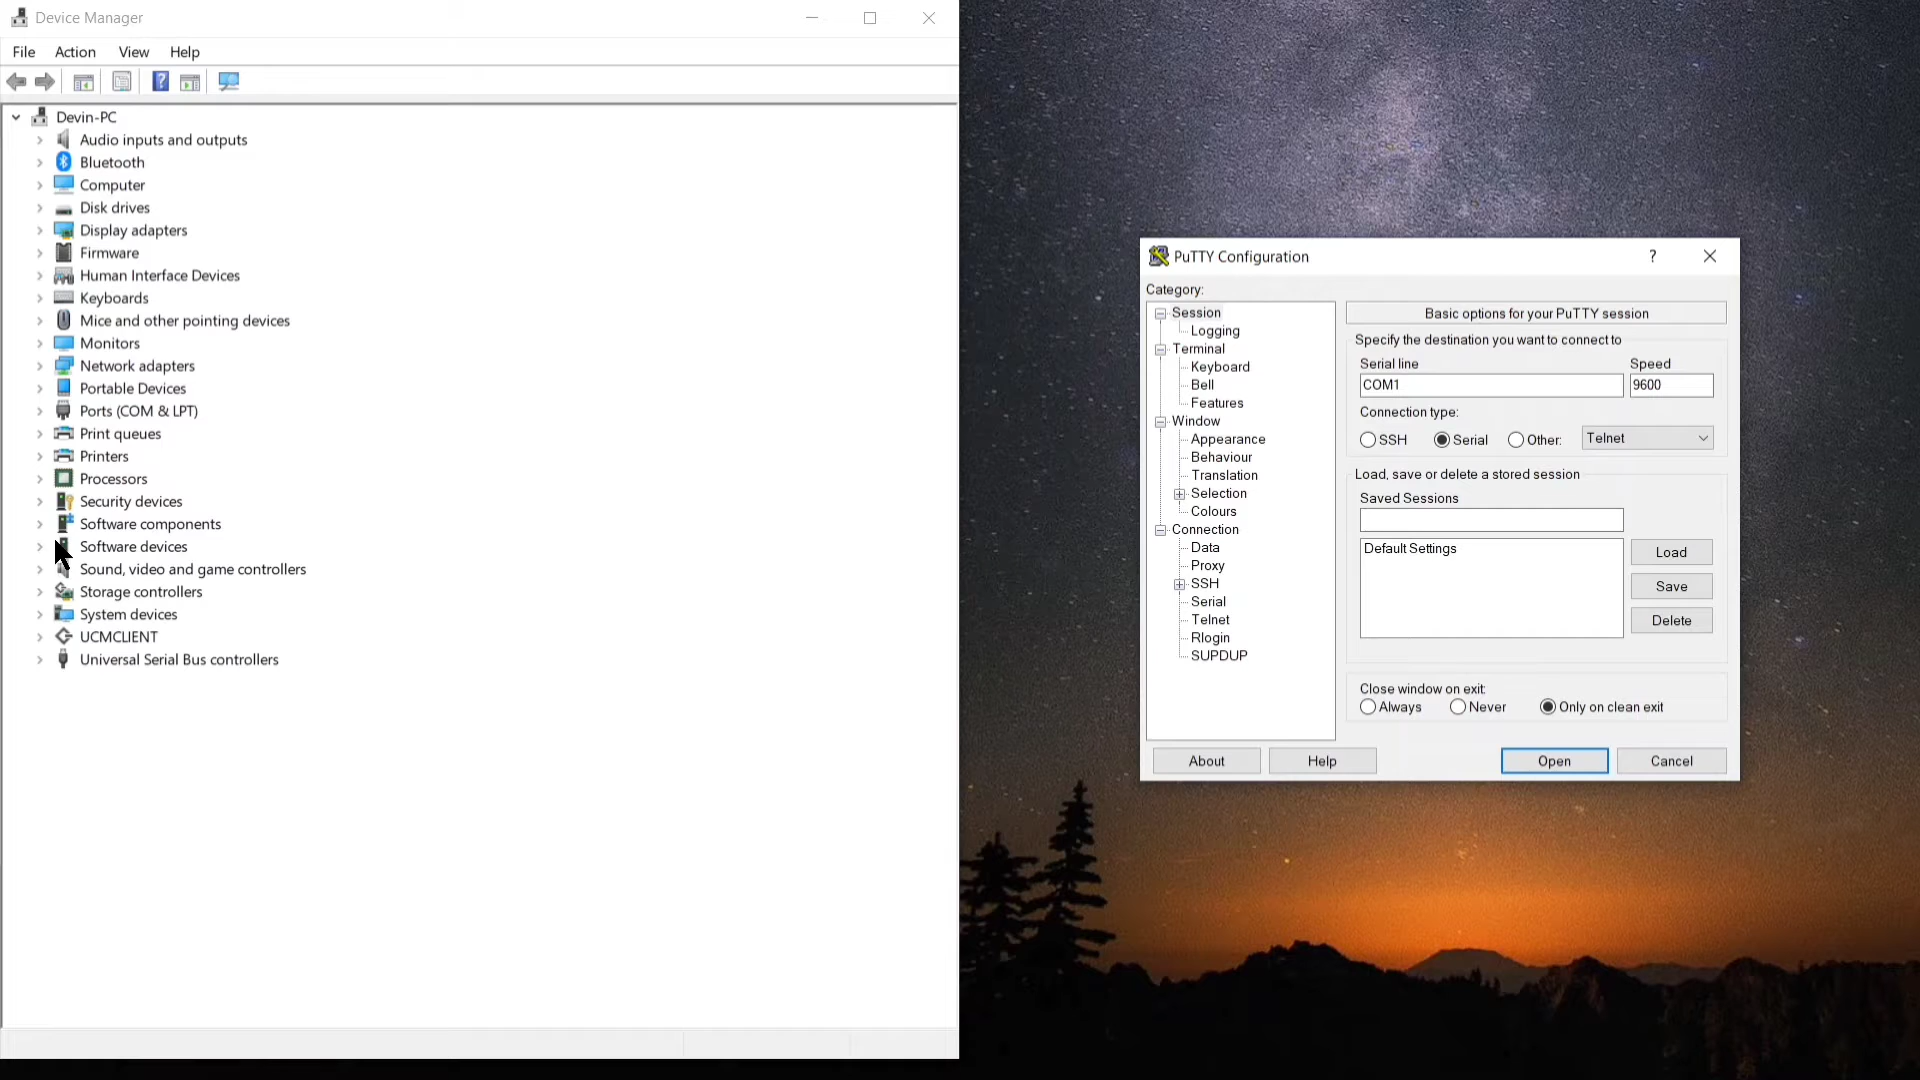 Device Manager
File Action View Help
Devin-PC
Audio inputs and outputs
Bluetooth
Computer
Disk drives
Display adapters
Firmware
Human Interface Devices
Keyboards
Mice and other pointing devices
Monitors
Network adapters
Portable Devices
Ports (COM & LPT)
Print queues
Printers
Processors
Security devices
Software components
Software devices
Sound, video and game controllers
Storage controllers
System devices
UCMCLIENT
Universal Serial Bus controllers
PuTTY Configuration
Category:
Session
Logging
Terminal
Keyboard
Bell
Features
Window
Appearance
Behaviour
Translation
Selection
Colours
Connection
Data
Proxy
SSH
Serial
Telnet
Rlogin
SUPDUP
Basic options for your PuTTY session
Specify the destination you want to connect to
Serial line Speed
COM1 9600
Connection type:
SSH Serial Other: Telnet
Load, save or delete a stored session
Saved Sessions
Default Settings
Load
Save
Delete
Close window on exit:
Always Never Only on clean exit
About Help Open Cancel